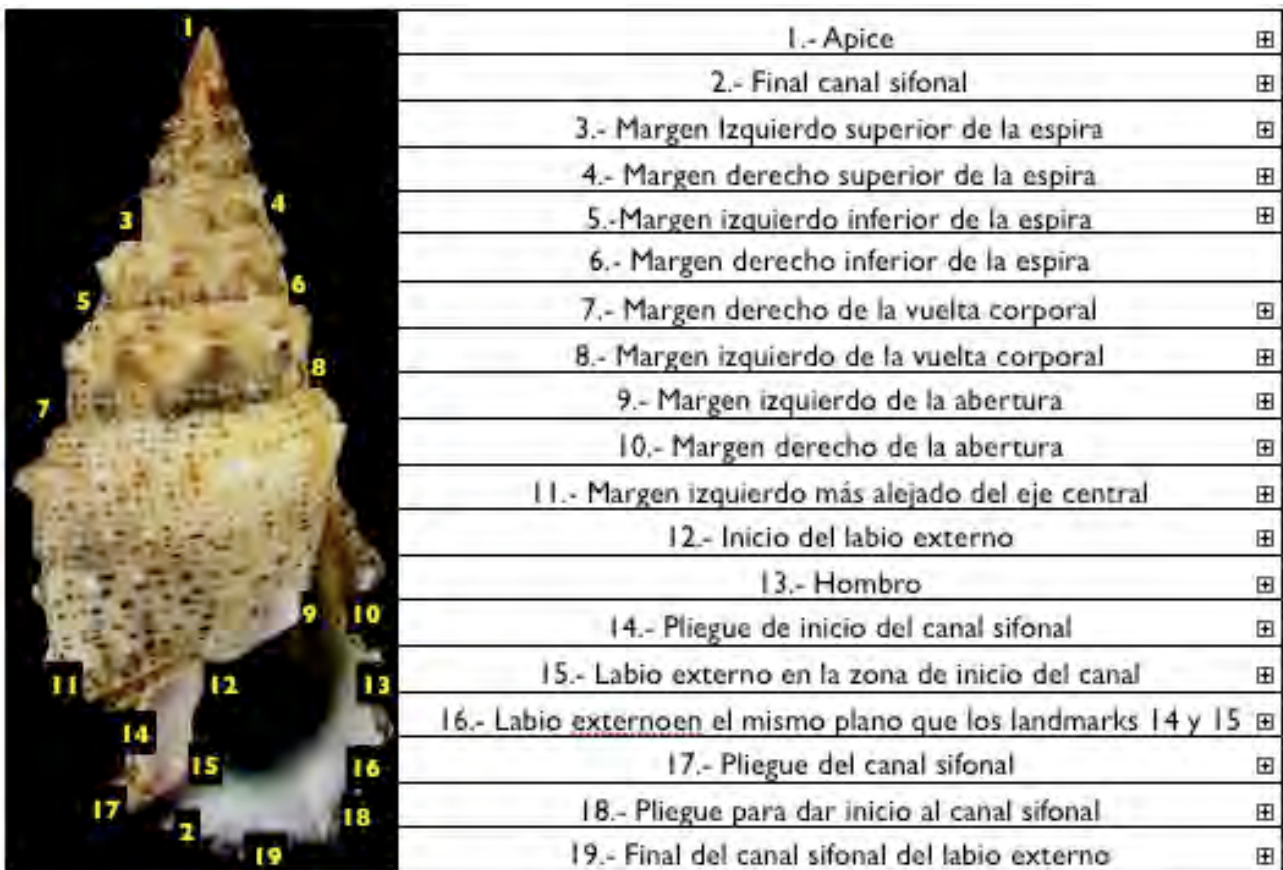 1
3
4
5
6
7
8
9
10
11
12
13
14
15
16
17
18
2
19
1.- Apice
2.- Final canal sifonal
3.- Margen Izquierdo superior de la espira
4.- Margen derecho superior de la espira
5.-Margen izquierdo inferior de la espira
6.- Margen derecho inferior de la espira
7.- Margen derecho de la vuelta corporal
8.- Margen izquierdo de la vuelta corporal
9.- Margen izquierdo de la abertura
10.- Margen derecho de la abertura
11.- Margen izquierdo más alejado del eje central
12.- Inicio del labio externo
13.- Hombro
14.- Pliegue de inicio del canal sifonal
15.- Labio externo en la zona de inicio del canal
16.- Labio externoen el mismo plano que los landmarks 14 y 15
17.- Pliegue del canal sifonal
18.- Pliegue para dar inicio al canal sifonal
19.- Final del canal sifonal del labio externo